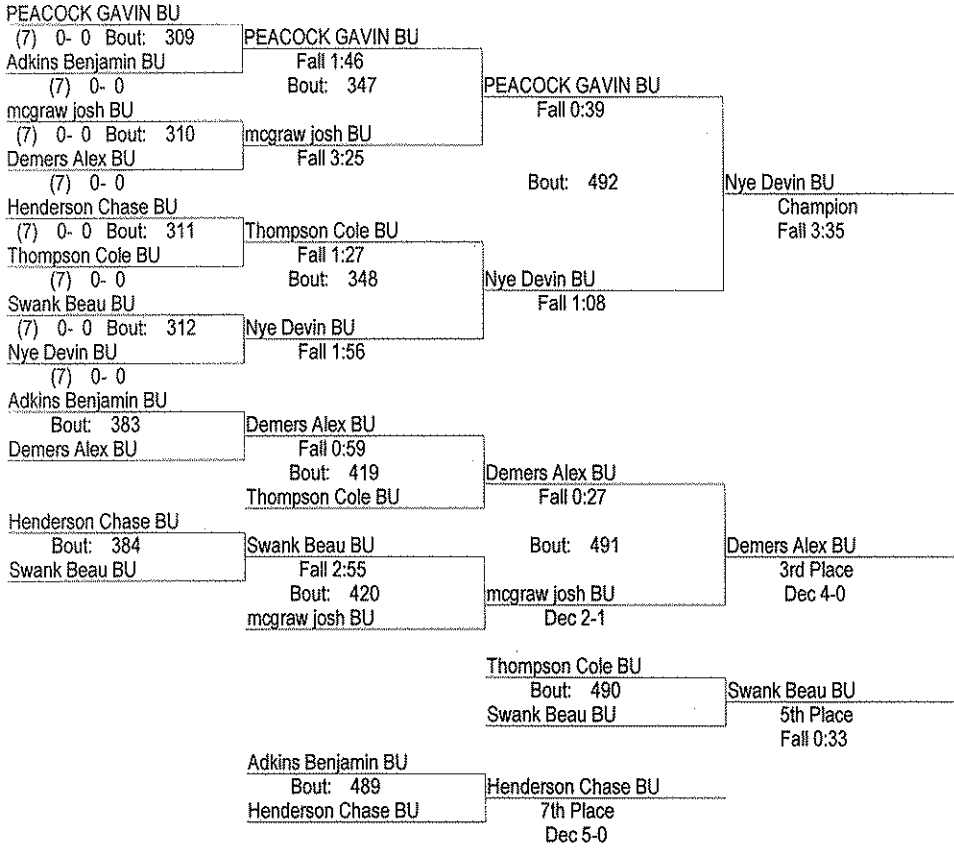 PEACOCK GAVIN BU
(7) 0- 0 Bout: 309
Adkins Benjamin BU
(7) 0- 0
mcgraw josh BU
(7) 0- 0 Bout: 310
Demers Alex BU
(7) 0- 0
Henderson Chase BU
(7) 0- 0 Bout: 311
Thompson Cole BU
(7) 0- 0
Swank Beau BU
(7) 0- 0 Bout: 312
Nye Devin BU
(7) 0- 0
PEACOCK GAVIN BU
Fall 1:46
Bout: 347
mcgraw josh BU
Fall 3:25
Thompson Cole BU
Fall 1:27
Bout: 348
Nye Devin BU
Fall 1:56
PEACOCK GAVIN BU
Fall 0:39
Bout: 492
Nye Devin BU
Fall 1:08
Nye Devin BU
Champion
Fall 3:35
Adkins Benjamin BU
Bout: 383
Demers Alex BU
Henderson Chase BU
Bout: 384
Swank Beau BU
Demers Alex BU
Fall 0:59
Bout: 419
Thompson Cole BU
Swank Beau BU
Fall 2:55
Bout: 420
mcgraw josh BU
Demers Alex BU
Fall 0:27
Bout: 491
mcgraw josh BU
Dec 2-1
Demers Alex BU
3rd Place
Dec 4-0
Thompson Cole BU
Bout: 490
Swank Beau BU
Swank Beau BU
5th Place
Fall 0:33
Adkins Benjamin BU
Bout: 489
Henderson Chase BU
Henderson Chase BU
7th Place
Dec 5-0